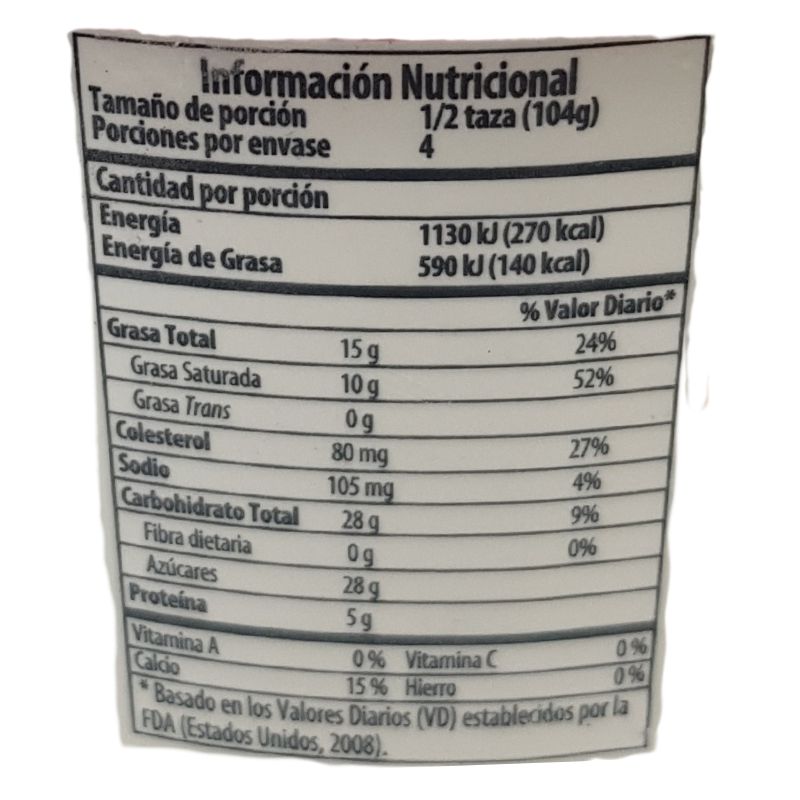 Información Nutricional
Tamaño de porción 1/2 taza (104g)
Porciones por envase 4
Cantidad por porción
Energía 1130 kJ (270 kcal)
Energía de Grasa 590 kJ (140 kcal)
% Valor Diario*
Grasa Total 15 g 24%
Grasa Saturada 10 g 52%
Grasa Trans 0 g
Colesterol 80 mg 27%
Sodio 105 mg 4%
Carbohidrato Total 28 g 9%
Fibra dietaria 0 g 0%
Azúcares 28 g
Proteína 5 g
Vitamina A 0% Vitamina C 0%
Calcio 15% Hierro 0%
* Basado en los Valores Diarios (VD) establecidos por la
FDA (Estados Unidos, 2008).